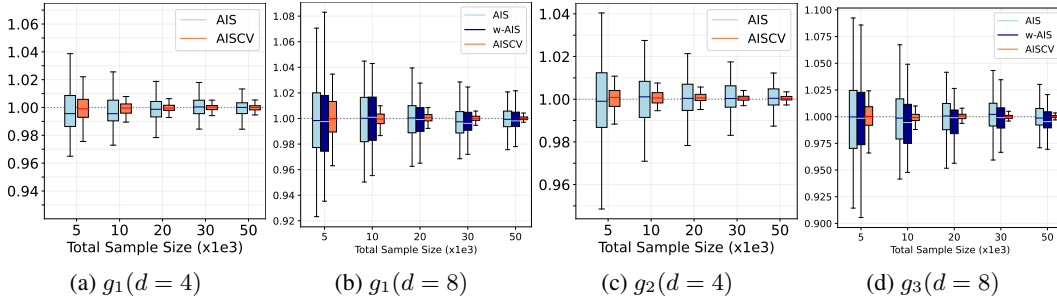 1.06
1.04
1.02
1.00
0.98
0.96
0.94
AIS
AISCV
5 10 20 30 50
Total Sample Size (x1e3)
(a) g1(d = 4)
1.08
1.06
1.04
1.02
1.00
0.98
0.96
0.94
0.92
AIS
w-AIS
AISCV
5 10 20 30 50
Total Sample Size (x1e3)
(b) g1(d = 8)
1.04
1.02
1.00
0.98
0.96
AIS
AISCV
5 10 20 30 50
Total Sample Size (x1e3)
(c) g2(d = 4)
1.100
1.075
1.050
1.025
1.000
0.975
0.950
0.925
0.900
AIS
w-AIS
AISCV
5 10 20 30 50
Total Sample Size (x1e3)
(d) g3(d = 8)